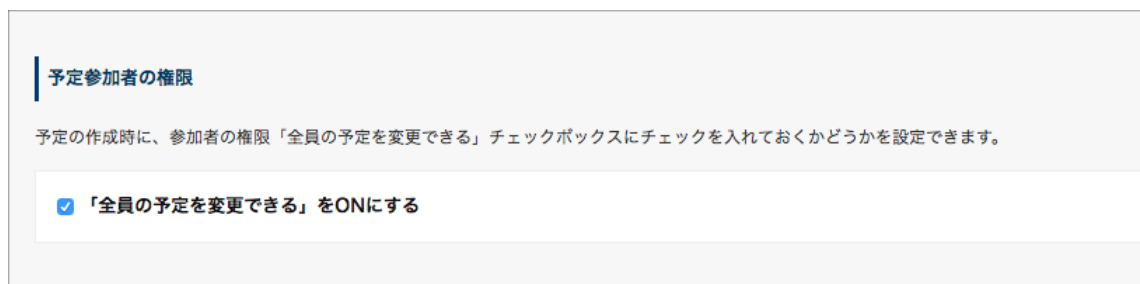 予定参加者の権限
予定の作成時に、参加者の権限「全員の予定を変更できる」チェックボックスにチェックを入れておくかどうかを設定できます。
「全員の予定を変更できる」をONにする